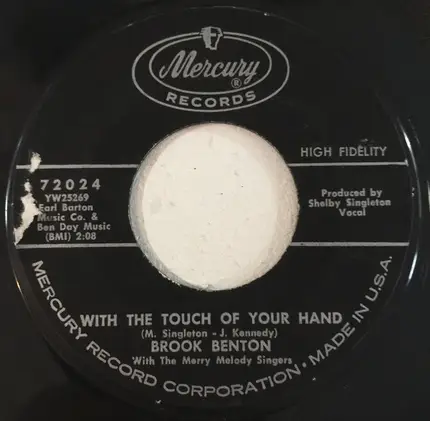 Mercury
®
RECORDS
HIGH FIDELITY
72024
YW25269
Earl Barton
Music Co. &
Ben Day Music
(BMI) 2:08
Produced by
Shelby Singleton
Vocal
WITH THE TOUCH OF YOUR HAND
(M. Singleton - J. Kennedy)
BROOK BENTON
With The Merry Melody Singers
MERCURY RECORD CORPORATION • MADE IN U.S.A.